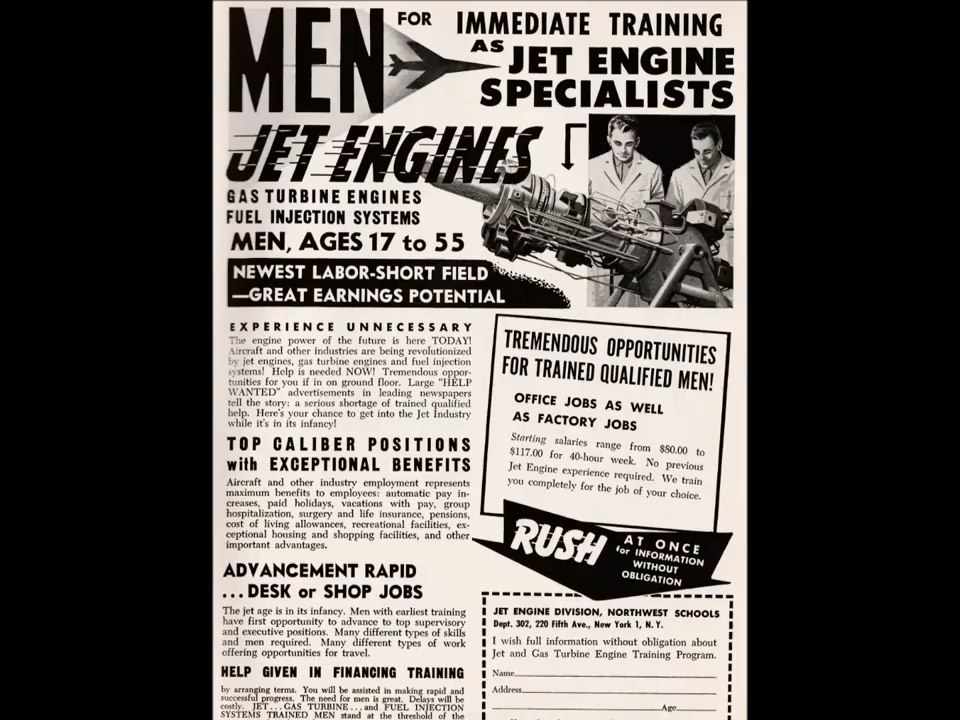 MEN FOR IMMEDIATE TRAINING
AS JET ENGINE
SPECIALISTS
JET ENGINES
GAS TURBINE ENGINES
FUEL INJECTION SYSTEMS
MEN, AGES 17 to 55
NEWEST LABOR-SHORT FIELD
—GREAT EARNINGS POTENTIAL
EXPERIENCE UNNECESSARY
The engine power of the future is here TODAY!
Aircraft and other industries are being revolutionized
by jet engines, gas turbine engines and fuel injection
systems! Help is needed NOW! Tremendous oppor-
tunities for you if in on ground floor. Large "HELP
WANTED" advertisements in leading newspapers
tell the story: a serious shortage of trained qualified
help. Here's your chance to get into the Jet Industry
while it's in its infancy!
TOP CALIBER POSITIONS
with EXCEPTIONAL BENEFITS
Aircraft and other industry employment represents
maximum benefits to employees: automatic pay in-
creases, paid holidays, vacations with pay, group
hospitalization, surgery and life insurance, pensions,
cost of living allowances, recreational facilities, ex-
ceptional housing and shopping facilities, and other
important advantages.
ADVANCEMENT RAPID
...DESK or SHOP JOBS
The jet age is in its infancy. Men with earliest training
have first opportunity to advance to top supervisory
and executive positions. Many different types of skills
and men required. Many different types of work
offering opportunities for travel.
HELP GIVEN IN FINANCING TRAINING
by arranging terms. You will be assisted in making rapid and
successful progress. The need for men is great. Delays will be
costly. JET...GAS TURBINE...and FUEL INJECTION
SYSTEMS TRAINED MEN stand at the threshold of the
TREMENDOUS OPPORTUNITIES
FOR TRAINED QUALIFIED MEN!
OFFICE JOBS AS WELL
AS FACTORY JOBS
Starting salaries range from $80.00 to
$117.00 for 40-hour week. No previous
Jet Engine experience required. We train
you completely for the job of your choice.
RUSH AT ONCE
for INFORMATION
WITHOUT
OBLIGATION
JET ENGINE DIVISION, NORTHWEST SCHOOLS
Dept. 302, 220 Fifth Ave., New York 1, N. Y.
I wish full information without obligation about
Jet and Gas Turbine Engine Training Program.
Name
Address
Age